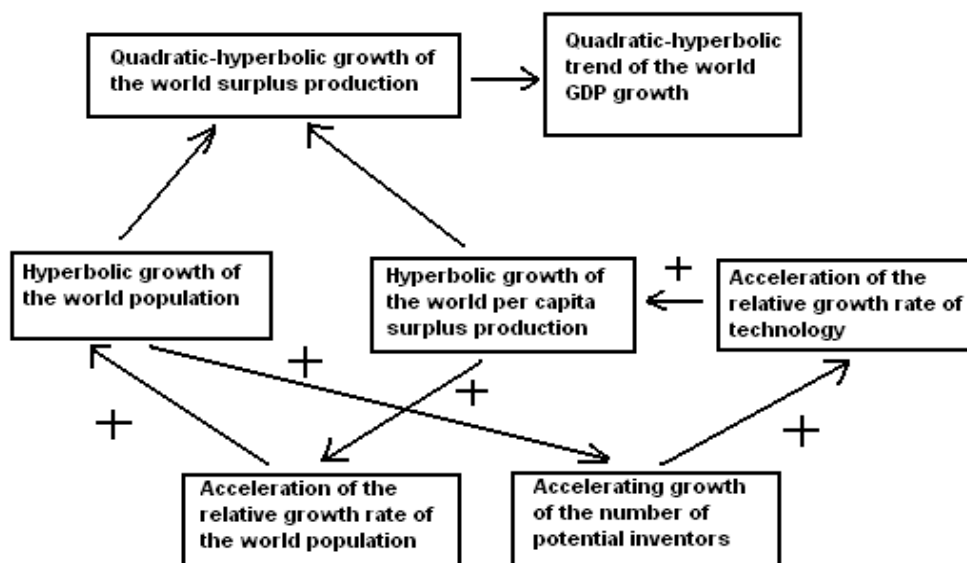 Quadratic-hyperbolic growth of
the world surplus production
Quadratic-hyperbolic
trend of the world
GDP growth
Hyperbolic growth of
the world population
Hyperbolic growth of
the world per capita
surplus production
+
Acceleration of the
relative growth rate of
technology
+
+
+
+
Acceleration of the
relative growth rate of
the world population
Accelerating growth
of the number of
potential inventors